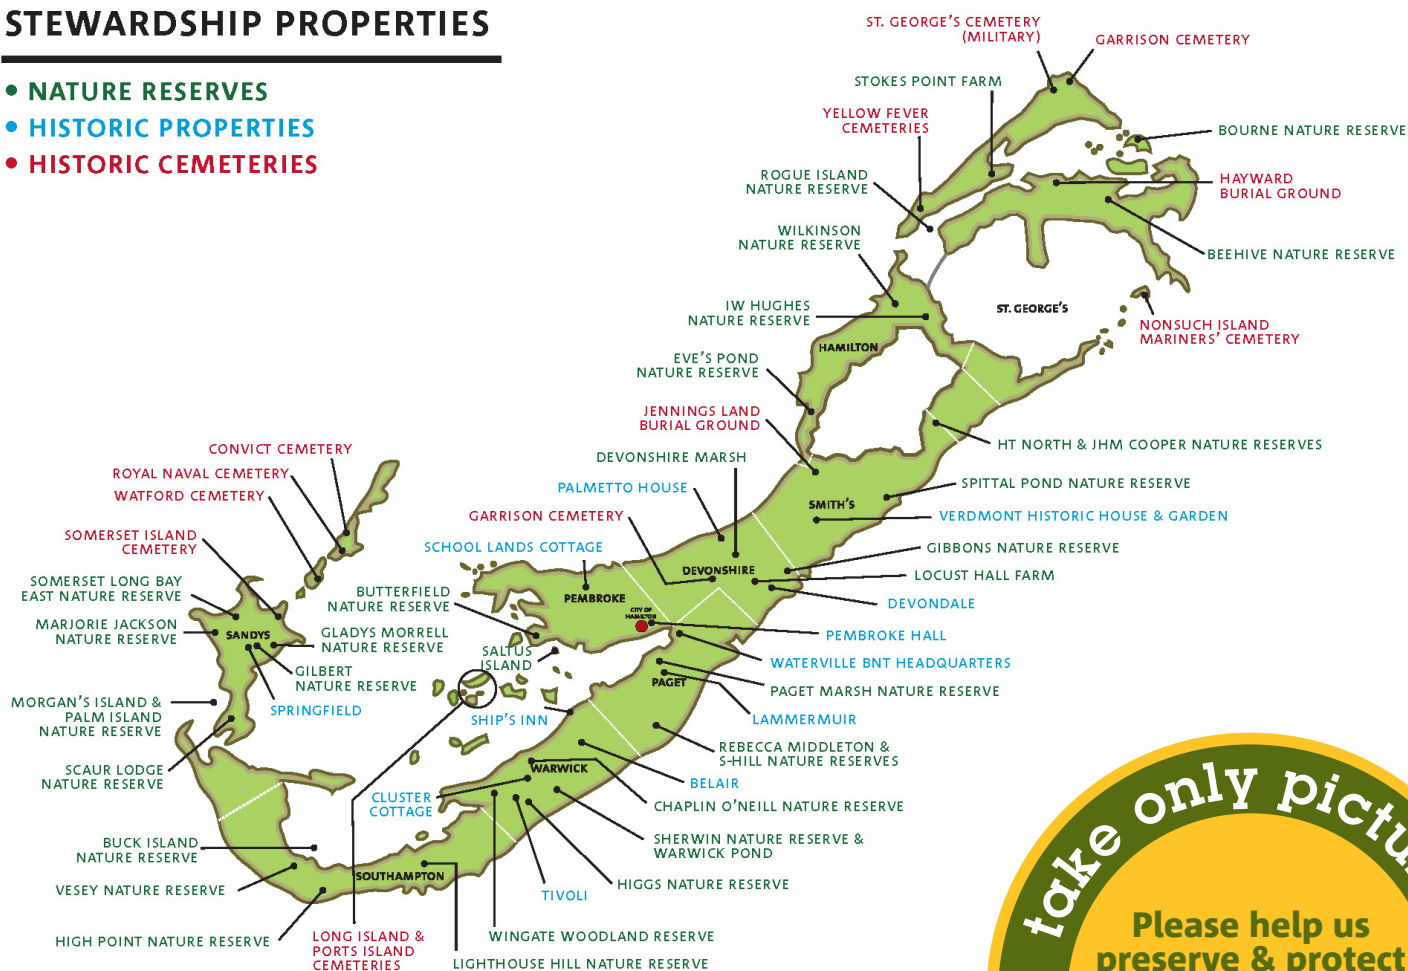 STEWARDSHIP PROPERTIES
• NATURE RESERVES
• HISTORIC PROPERTIES
• HISTORIC CEMETERIES
ST. GEORGE'S CEMETERY
(MILITARY)
GARRISON CEMETERY
STOKES POINT FARM
YELLOW FEVER
CEMETERIES
BOURNE NATURE RESERVE
ROGUE ISLAND
NATURE RESERVE
HAYWARD
BURIAL GROUND
WILKINSON
NATURE RESERVE
BEEHIVE NATURE RESERVE
IW HUGHES
NATURE RESERVE
ST. GEORGE'S
NONSUCH ISLAND
MARINERS' CEMETERY
HAMILTON
EVE'S POND
NATURE RESERVE
JENNINGS LAND
BURIAL GROUND
HT NORTH & JHM COOPER NATURE RESERVES
DEVONSHIRE MARSH
SPITTAL POND NATURE RESERVE
PALMETTO HOUSE
SMITH'S
VERDMONT HISTORIC HOUSE & GARDEN
GARRISON CEMETERY
SCHOOL LANDS COTTAGE
GIBBONS NATURE RESERVE
DEVONSHIRE
LOCUST HALL FARM
DEVONDALE
PEMBROKE
CITY OF
HAMILTON
BUTTERFIELD
NATURE RESERVE
PEMBROKE HALL
WATERVILLE BNT HEADQUARTERS
SALTUS
ISLAND
PAGET
PAGET MARSH NATURE RESERVE
LAMMERMUIR
SHIP'S INN
REBECCA MIDDLETON &
S-HILL NATURE RESERVES
BELAIR
WARWICK
CHAPLIN O'NEILL NATURE RESERVE
CLUSTER
COTTAGE
SHERWIN NATURE RESERVE &
WARWICK POND
HIGGS NATURE RESERVE
TIVOLI
WINGATE WOODLAND RESERVE
LIGHTHOUSE HILL NATURE RESERVE
CONVICT CEMETERY
ROYAL NAVAL CEMETERY
WATFORD CEMETERY
SOMERSET ISLAND
CEMETERY
SOMERSET LONG BAY
EAST NATURE RESERVE
MARJORIE JACKSON
NATURE RESERVE
SANDYS
GLADYS MORRELL
NATURE RESERVE
GILBERT
NATURE RESERVE
SPRINGFIELD
MORGAN'S ISLAND &
PALM ISLAND
NATURE RESERVE
SCAUR LODGE
NATURE RESERVE
BUCK ISLAND
NATURE RESERVE
VESEY NATURE RESERVE
SOUTHAMPTON
HIGH POINT NATURE RESERVE
LONG ISLAND &
PORTS ISLAND
CEMETERIES
take only pictu
Please help us
preserve & protect